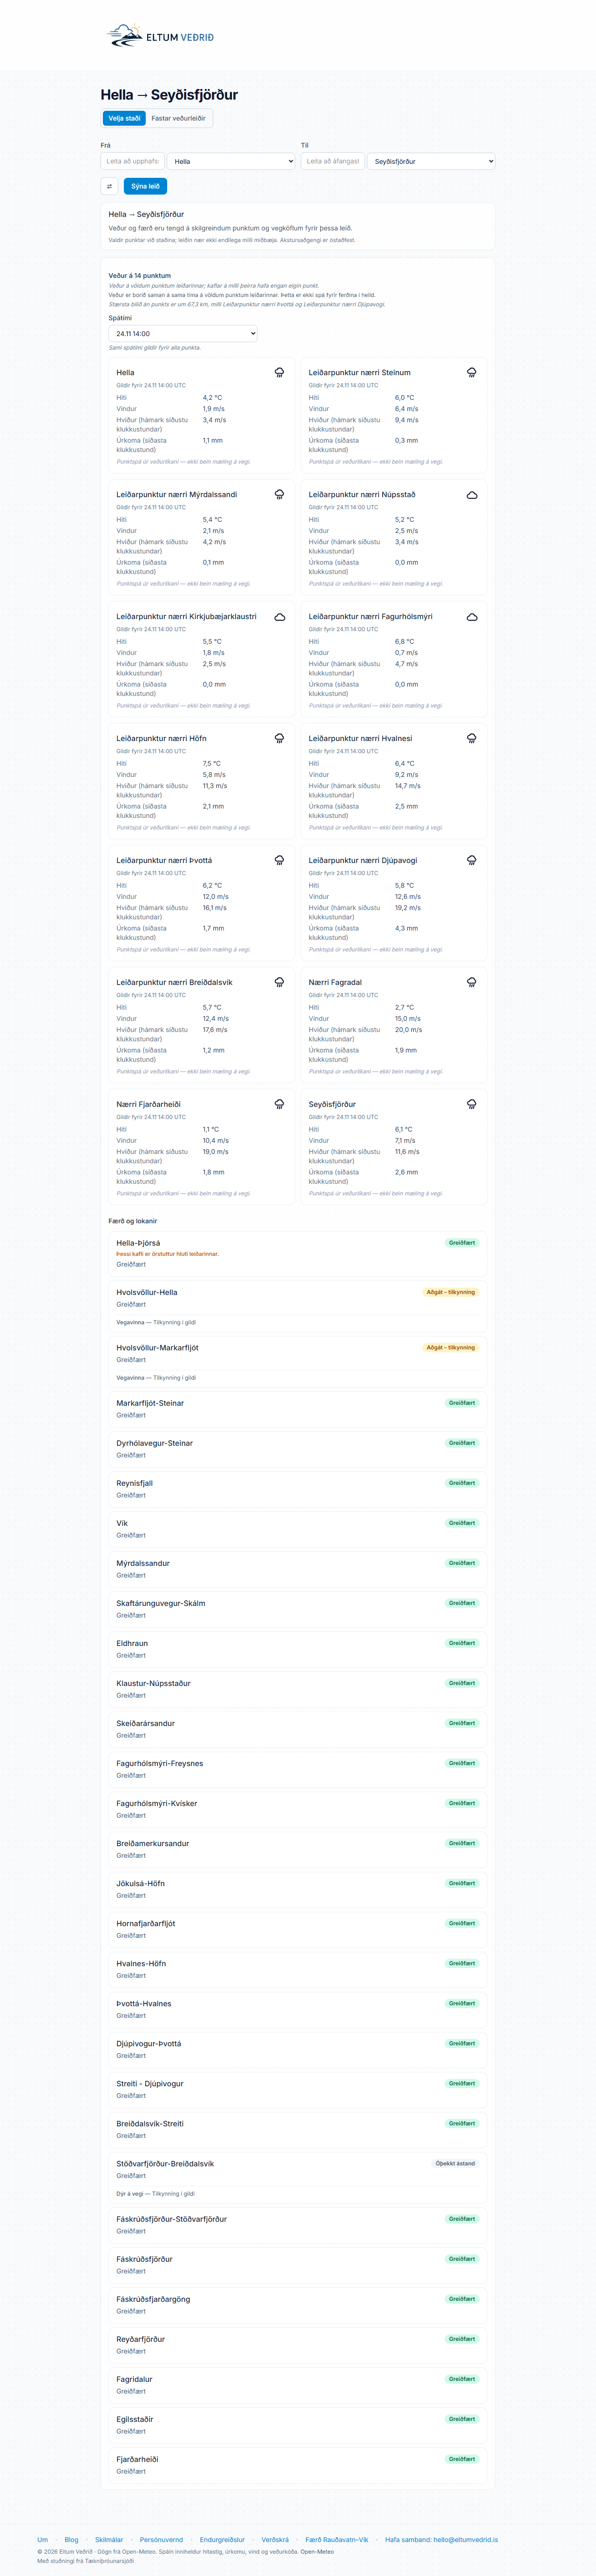 ELTUM VEÐRIÐ
Hella → Seyðisfjörður
Velja staði Fastar veðurleiðir
Frá Til
Leita að upphafs Hella Leita að áfangast Seyðisfjörður
⇄ Sýna leið
Hella → Seyðisfjörður
Veður og færð eru tengd á skilgreindum punktum og vegköflum fyrir þessa leið.
Valdir punktar við staðina; leiðin nær ekki endilega milli miðbæja. Akstursaðgengi er óstaðfest.
Veður á 14 punktum
Veður á völdum punktum leiðarinnar; kaflar á milli þeirra hafa engan eigin punkt.
Veður er borið saman á sama tíma á völdum punktum leiðarinnar. Þetta er ekki spá fyrir ferðina í heild.
Stærsta bilið án punkts er um 67,3 km, milli Leiðarpunktur nærri Þvottá og Leiðarpunktur nærri Djúpavogi.
Spátími
24.11 14:00
Sami spátími gildir fyrir alla punkta.
Hella
Gildir fyrir 24.11 14:00 UTC
Hiti 4,2 °C
Vindur 1,9 m/s
Hviður (hámark síðustu klukkustundar) 3,4 m/s
Úrkoma (síðasta klukkustund) 1,1 mm
Punktspá úr veðurlíkani — ekki bein mæling á vegi.
Leiðarpunktur nærri Steinum
Gildir fyrir 24.11 14:00 UTC
Hiti 6,0 °C
Vindur 6,4 m/s
Hviður (hámark síðustu klukkustundar) 9,4 m/s
Úrkoma (síðasta klukkustund) 0,3 mm
Punktspá úr veðurlíkani — ekki bein mæling á vegi.
Leiðarpunktur nærri Mýrdalssandi
Gildir fyrir 24.11 14:00 UTC
Hiti 5,4 °C
Vindur 2,1 m/s
Hviður (hámark síðustu klukkustundar) 4,2 m/s
Úrkoma (síðasta klukkustund) 0,1 mm
Punktspá úr veðurlíkani — ekki bein mæling á vegi.
Leiðarpunktur nærri Núpsstað
Gildir fyrir 24.11 14:00 UTC
Hiti 5,2 °C
Vindur 2,5 m/s
Hviður (hámark síðustu klukkustundar) 3,4 m/s
Úrkoma (síðasta klukkustund) 0,0 mm
Punktspá úr veðurlíkani — ekki bein mæling á vegi.
Leiðarpunktur nærri Kirkjubæjarklaustri
Gildir fyrir 24.11 14:00 UTC
Hiti 5,5 °C
Vindur 1,8 m/s
Hviður (hámark síðustu klukkustundar) 2,5 m/s
Úrkoma (síðasta klukkustund) 0,0 mm
Punktspá úr veðurlíkani — ekki bein mæling á vegi.
Leiðarpunktur nærri Fagurhólsmýri
Gildir fyrir 24.11 14:00 UTC
Hiti 6,8 °C
Vindur 0,7 m/s
Hviður (hámark síðustu klukkustundar) 4,7 m/s
Úrkoma (síðasta klukkustund) 0,0 mm
Punktspá úr veðurlíkani — ekki bein mæling á vegi.
Leiðarpunktur nærri Höfn
Gildir fyrir 24.11 14:00 UTC
Hiti 7,5 °C
Vindur 5,8 m/s
Hviður (hámark síðustu klukkustundar) 11,3 m/s
Úrkoma (síðasta klukkustund) 2,1 mm
Punktspá úr veðurlíkani — ekki bein mæling á vegi.
Leiðarpunktur nærri Hvalnesi
Gildir fyrir 24.11 14:00 UTC
Hiti 6,4 °C
Vindur 9,2 m/s
Hviður (hámark síðustu klukkustundar) 14,7 m/s
Úrkoma (síðasta klukkustund) 2,5 mm
Punktspá úr veðurlíkani — ekki bein mæling á vegi.
Leiðarpunktur nærri Þvottá
Gildir fyrir 24.11 14:00 UTC
Hiti 6,2 °C
Vindur 12,0 m/s
Hviður (hámark síðustu klukkustundar) 16,1 m/s
Úrkoma (síðasta klukkustund) 1,7 mm
Punktspá úr veðurlíkani — ekki bein mæling á vegi.
Leiðarpunktur nærri Djúpavogi
Gildir fyrir 24.11 14:00 UTC
Hiti 5,8 °C
Vindur 12,6 m/s
Hviður (hámark síðustu klukkustundar) 19,2 m/s
Úrkoma (síðasta klukkustund) 4,3 mm
Punktspá úr veðurlíkani — ekki bein mæling á vegi.
Leiðarpunktur nærri Breiðdalsvík
Gildir fyrir 24.11 14:00 UTC
Hiti 5,7 °C
Vindur 12,4 m/s
Hviður (hámark síðustu klukkustundar) 17,6 m/s
Úrkoma (síðasta klukkustund) 1,2 mm
Punktspá úr veðurlíkani — ekki bein mæling á vegi.
Nærri Fagradal
Gildir fyrir 24.11 14:00 UTC
Hiti 2,7 °C
Vindur 15,0 m/s
Hviður (hámark síðustu klukkustundar) 20,0 m/s
Úrkoma (síðasta klukkustund) 1,9 mm
Punktspá úr veðurlíkani — ekki bein mæling á vegi.
Nærri Fjarðarheiði
Gildir fyrir 24.11 14:00 UTC
Hiti 1,1 °C
Vindur 10,4 m/s
Hviður (hámark síðustu klukkustundar) 19,0 m/s
Úrkoma (síðasta klukkustund) 1,8 mm
Punktspá úr veðurlíkani — ekki bein mæling á vegi.
Seyðisfjörður
Gildir fyrir 24.11 14:00 UTC
Hiti 6,1 °C
Vindur 7,1 m/s
Hviður (hámark síðustu klukkustundar) 11,6 m/s
Úrkoma (síðasta klukkustund) 2,6 mm
Punktspá úr veðurlíkani — ekki bein mæling á vegi.
Færð og lokanir
Hella-Þjórsá Greiðfært
Þessi kafli er örstuttur hluti leiðarinnar.
Greiðfært
Hvolsvöllur-Hella Aðgát – tilkynning
Greiðfært
Vegavinna — Tilkynning í gildi
Hvolsvöllur-Markarfljót Aðgát – tilkynning
Greiðfært
Vegavinna — Tilkynning í gildi
Markarfljót-Steinar Greiðfært
Greiðfært
Dyrhólavegur-Steinar Greiðfært
Greiðfært
Reynisfjall Greiðfært
Greiðfært
Vík Greiðfært
Greiðfært
Mýrdalssandur Greiðfært
Greiðfært
Skaftárunguvegur-Skálm Greiðfært
Greiðfært
Eldhraun Greiðfært
Greiðfært
Klaustur-Núpsstaður Greiðfært
Greiðfært
Skeiðarársandur Greiðfært
Greiðfært
Fagurhólsmýri-Freysnes Greiðfært
Greiðfært
Fagurhólsmýri-Kvísker Greiðfært
Greiðfært
Breiðamerkursandur Greiðfært
Greiðfært
Jökulsá-Höfn Greiðfært
Greiðfært
Hornafjarðarfljót Greiðfært
Greiðfært
Hvalnes-Höfn Greiðfært
Greiðfært
Þvottá-Hvalnes Greiðfært
Greiðfært
Djúpivogur-Þvottá Greiðfært
Greiðfært
Streiti - Djúpivogur Greiðfært
Greiðfært
Breiðdalsvík-Streiti Greiðfært
Greiðfært
Stöðvarfjörður-Breiðdalsvík Óþekkt ástand
Greiðfært
Dýr á vegi — Tilkynning í gildi
Fáskrúðsfjörður-Stöðvarfjörður Greiðfært
Greiðfært
Fáskrúðsfjörður Greiðfært
Greiðfært
Fáskrúðsfjarðargöng Greiðfært
Greiðfært
Reyðarfjörður Greiðfært
Greiðfært
Fagridalur Greiðfært
Greiðfært
Egilsstaðir Greiðfært
Greiðfært
Fjarðarheiði Greiðfært
Greiðfært
Um · Blog · Skilmálar · Persónuvernd · Endurgreiðslur · Verðskrá · Færð Rauðavatn–Vík · Hafa samband: hello@eltumvedrid.is
© 2026 Eltum Veðrið · Gögn frá Open-Meteo. Spáin inniheldur hitastig, úrkomu, vind og veðurkóða. Open-Meteo
Með stuðningi frá Tækniþróunarsjóði